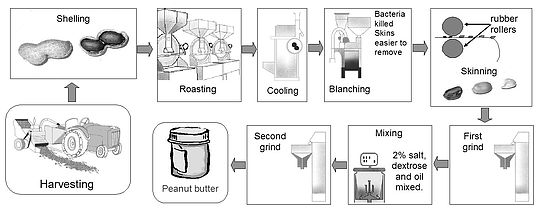 Shelling
Roasting
Cooling
Bacteria
killed
Skins
easier to
remove
Blanching
rubber
rollers
Skinning
Harvesting
Peanut butter
Second
grind
Mixing
2% salt,
dextrose
and oil
mixed.
First
grind